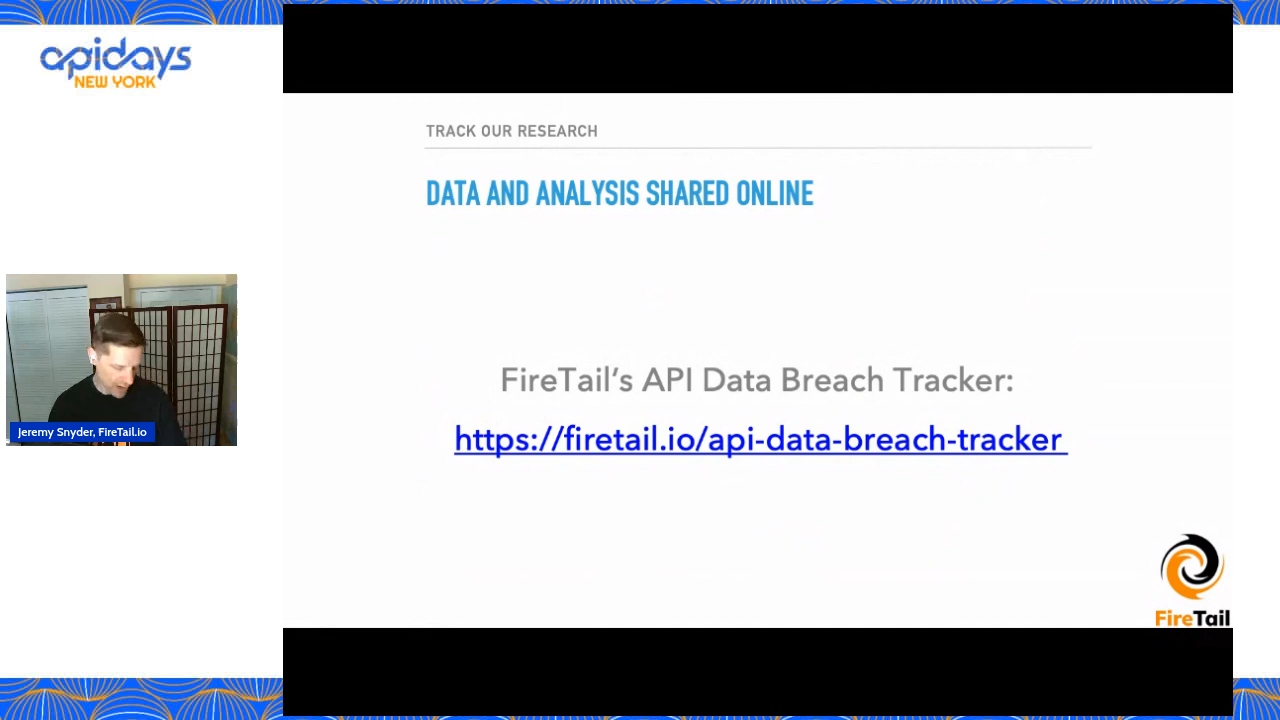 apidays
NEW YORK
TRACK OUR RESEARCH
DATA AND ANALYSIS SHARED ONLINE
FireTail’s API Data Breach Tracker:
https://firetail.io/api-data-breach-tracker
Jeremy Snyder, FireTail.io
FireTail